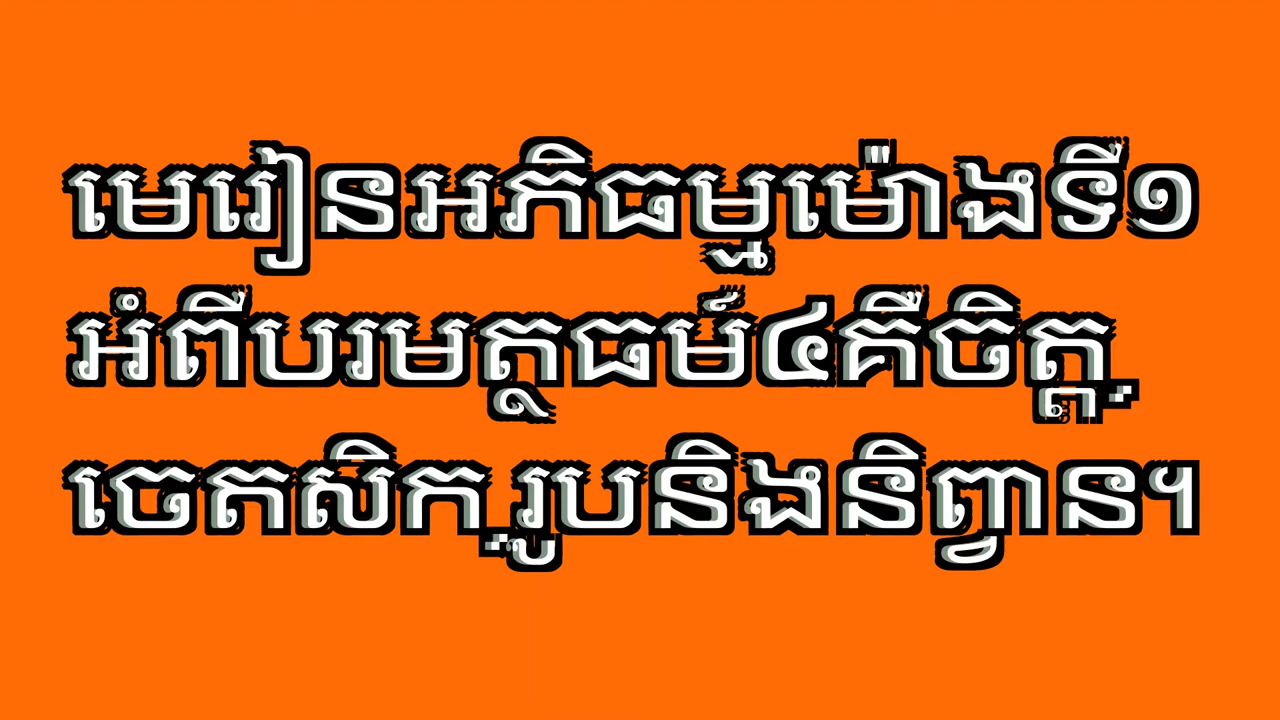 មេរៀនអភិធម្មម៉ោងទី១
អំពីបរមត្ថធម៌៤គឺចិត្ត,
ចេតសិក,រូបនិងនិព្វាន។